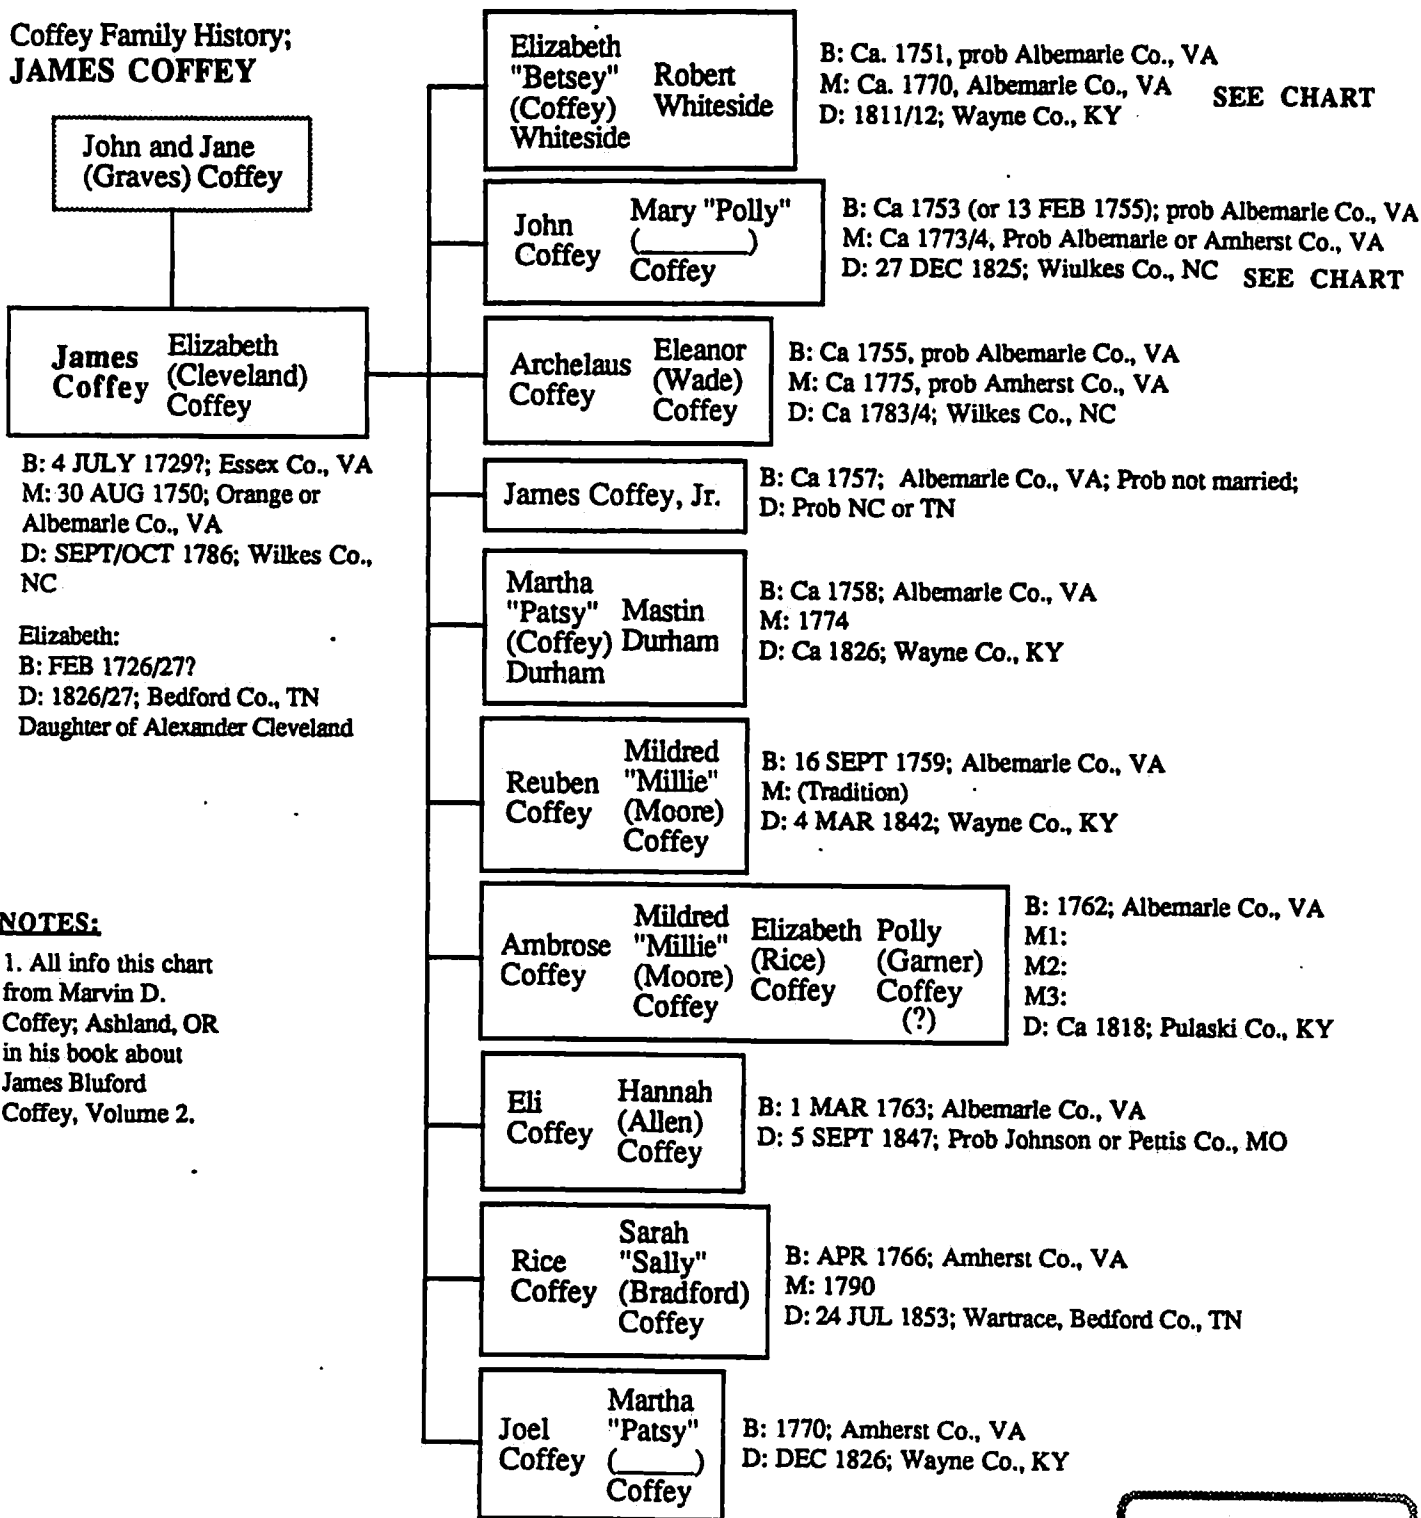 Coffey Family History;
JAMES COFFEY
John and Jane
(Graves) Coffey
James
Coffey
Elizabeth
(Cleveland)
Coffey
B: 4 JULY 1729?; Essex Co., VA
M: 30 AUG 1750; Orange or
Albemarle Co., VA
D: SEPT/OCT 1786; Wilkes Co.,
NC
Elizabeth:
B: FEB 1726/27?
D: 1826/27; Bedford Co., TN
Daughter of Alexander Cleveland
NOTES:
1. All info this chart
from Marvin D.
Coffey; Ashland, OR
in his book about
James Bluford
Coffey, Volume 2.
Elizabeth
"Betsey"
(Coffey)
Whiteside
Robert
Whiteside
B: Ca. 1751, prob Albemarle Co., VA
M: Ca. 1770, Albemarle Co., VA
D: 1811/12; Wayne Co., KY
SEE CHART
John
Coffey
Mary "Polly"
(_______)
Coffey
B: Ca 1753 (or 13 FEB 1755); prob Albemarle Co., VA
M: Ca 1773/4, Prob Albemarle or Amherst Co., VA
D: 27 DEC 1825; Wiulkes Co., NC
SEE CHART
Archelaus
Coffey
Eleanor
(Wade)
Coffey
B: Ca 1755, prob Albemarle Co., VA
M: Ca 1775, prob Amherst Co., VA
D: Ca 1783/4; Wilkes Co., NC
James Coffey, Jr.
B: Ca 1757; Albemarle Co., VA; Prob not married;
D: Prob NC or TN
Martha
"Patsy"
(Coffey)
Durham
Mastin
Durham
B: Ca 1758; Albemarle Co., VA
M: 1774
D: Ca 1826; Wayne Co., KY
Reuben
Coffey
Mildred
"Millie"
(Moore)
Coffey
B: 16 SEPT 1759; Albemarle Co., VA
M: (Tradition)
D: 4 MAR 1842; Wayne Co., KY
Ambrose
Coffey
Mildred
"Millie"
(Moore)
Coffey
Elizabeth
(Rice)
Coffey
Polly
(Garner)
Coffey
(?)
B: 1762; Albemarle Co., VA
M1:
M2:
M3:
D: Ca 1818; Pulaski Co., KY
Eli
Coffey
Hannah
(Allen)
Coffey
B: 1 MAR 1763; Albemarle Co., VA
D: 5 SEPT 1847; Prob Johnson or Pettis Co., MO
Rice
Coffey
Sarah
"Sally"
(Bradford)
Coffey
B: APR 1766; Amherst Co., VA
M: 1790
D: 24 JUL 1853; Wartrace, Bedford Co., TN
Joel
Coffey
Martha
"Patsy"
(_____)
Coffey
B: 1770; Amherst Co., VA
D: DEC 1826; Wayne Co., KY